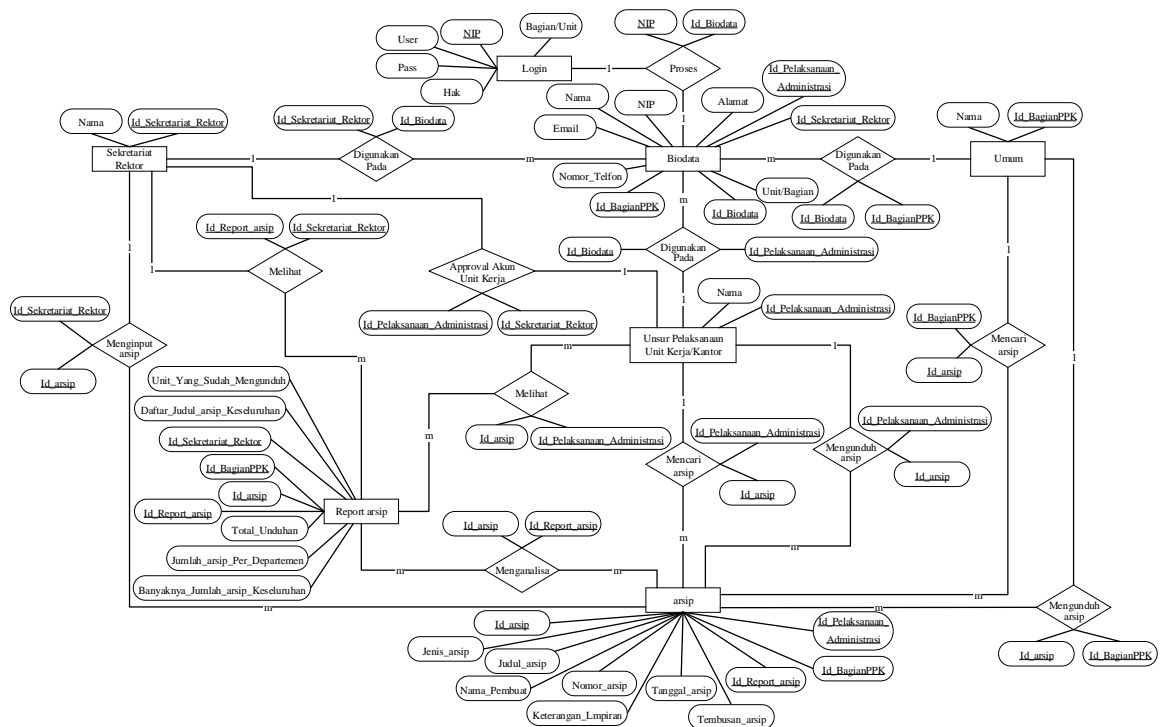 Bagian/Unit
NIP
Id_Biodata
User
NIP
Pass
Login
1
Proses
Hak
1
Nama
NIP
Alamat
Id_Pelaksanaan_
Administrasi
Id_Sekretariat_Rektor
Email
Nama
Id_Sekretariat_Rektor
Id_Sekretariat_Rektor
Id_Biodata
Nama
Id_BagianPPK
Sekretariat
Rektor
1
Digunakan
Pada
m
Biodata
m
Digunakan
Pada
1
Umum
Nomor_Telfon
Unit/Bagian
Id_BagianPPK
Id_Biodata
Id_Biodata
Id_BagianPPK
1
m
Id_Report_arsip
Id_Sekretariat_Rektor
Id_Biodata
Digunakan
Pada
Id_Pelaksanaan_Administrasi
1
1
1
1
Melihat
Approval Akun
Unit Kerja
1
1
Nama
Id_Pelaksanaan_Administrasi
Id_Pelaksanaan_Administrasi
Id_Sekretariat_Rektor
Id_Sekretariat_Rektor
Menginput
arsip
Id_arsip
Unsur Pelaksanaan
Unit Kerja/Kantor
m
1
Id_BagianPPK
Mencari
arsip
Id_arsip
m
Unit_Yang_Sudah_Mengunduh
Melihat
Daftar_Judul_arsip_Keseluruhan
1
m
Id_arsip
Id_Pelaksanaan_Administrasi
Id_Pelaksanaan_Administrasi
Mencari
arsip
Id_arsip
Id_Pelaksanaan_Administrasi
Mengunduh
arsip
Id_arsip
Id_Sekretariat_Rektor
Id_BagianPPK
Id_arsip
Id_Report_arsip
Report arsip
m
Total_Unduhan
Id_arsip
Id_Report_arsip
m
m
Jumlah_arsip_Per_Departemen
m
Menganalisa
m
Banyaknya_Jumlah_arsip_Keseluruhan
m
arsip
m
m
Mengunduh
arsip
m
Id_arsip
Id_BagianPPK
Id_arsip
Id_Pelaksanaan_
Administrasi
Jenis_arsip
Judul_arsip
Id_BagianPPK
Nama_Pembuat
Nomor_arsip
Tanggal_arsip
Id_Report_arsip
Keterangan_Lmpiran
Tembusan_arsip